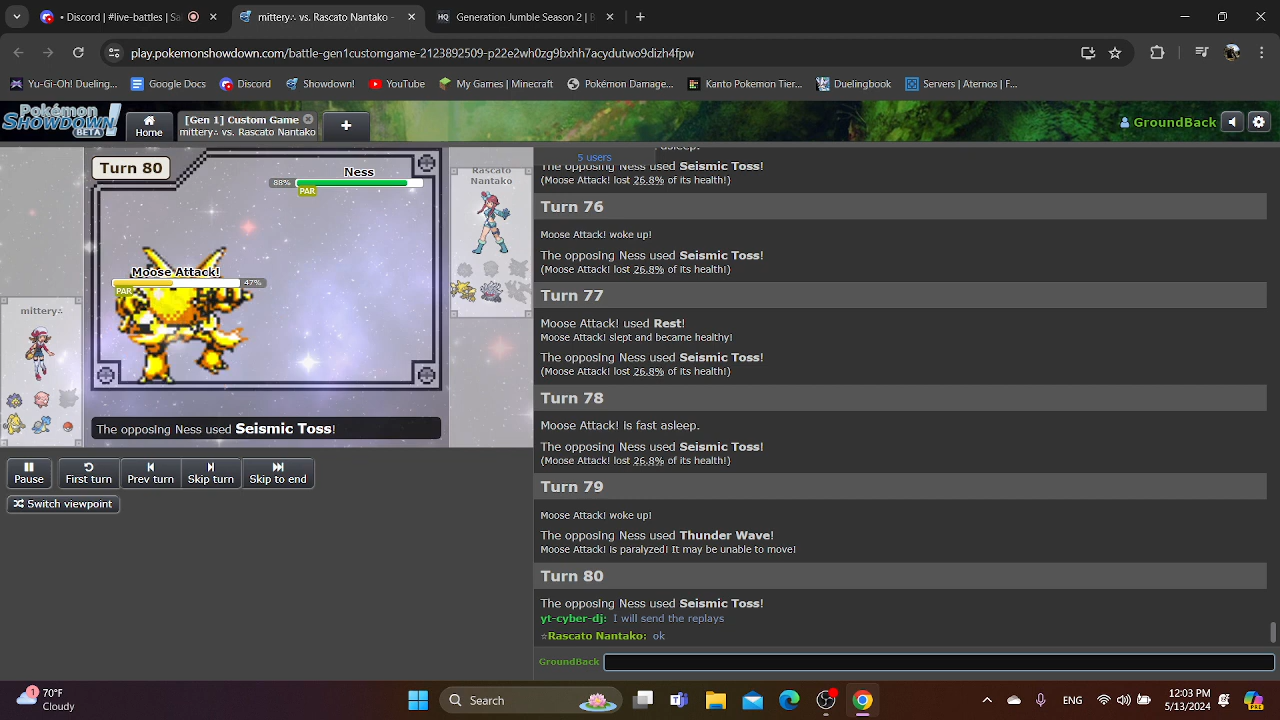 • Discord | #live-battles | Sa
mittery∴ vs. Rascato Nantako -
Generation Jumble Season 2 | B
play.pokemonshowdown.com/battle-gen1customgame-2123892509-p22e2wh0zg9bxhh7acydutwo9dizh4fpw
Yu-Gi-Oh! Dueling...
Google Docs
Discord
Showdown!
YouTube
My Games | Minecraft
Pokémon Damag...
Kanto Pokemon Tier...
Duelingbook
Servers | Aternos | F...
Pokémon
SHOWDOWN!
BETA
Home
[Gen 1] Custom Game
mittery∴ vs. Rascato Nantako
GroundBack
Turn 80
Ness
88%
PAR
Moose Attack!
47%
PAR
Rascato
Nantako
mittery∴
The opposing Ness used Seismic Toss!
Pause
First turn
Prev turn
Skip turn
Skip to end
Switch viewpoint
5 users
asleep.
The opposing Ness used Seismic Toss!
(Moose Attack! lost 26.8% of its health!)
Turn 76
Moose Attack! woke up!
The opposing Ness used Seismic Toss!
(Moose Attack! lost 26.8% of its health!)
Turn 77
Moose Attack! used Rest!
Moose Attack! slept and became healthy!
The opposing Ness used Seismic Toss!
(Moose Attack! lost 26.8% of its health!)
Turn 78
Moose Attack! is fast asleep.
The opposing Ness used Seismic Toss!
(Moose Attack! lost 26.8% of its health!)
Turn 79
Moose Attack! woke up!
The opposing Ness used Thunder Wave!
Moose Attack! is paralyzed! It may be unable to move!
Turn 80
The opposing Ness used Seismic Toss!
yt-cyber-dj: I will send the replays
☆Rascato Nantako: ok
GroundBack
1
70°F
Cloudy
Search
ENG
12:03 PM
5/13/2024
PRE